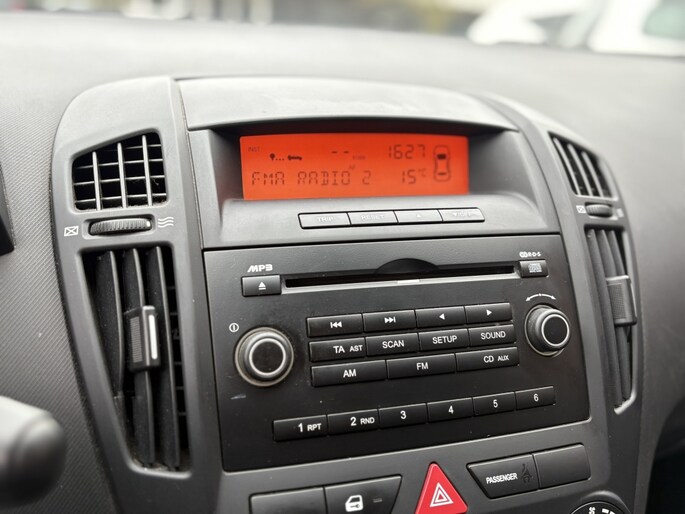 INST 1627
FMA RADIO 2 15°C
MP3 R·D·S
TA AST SCAN SETUP SOUND
AM FM CD AUX
1 RPT 2 RND 3 4 5 6
PASSENGER